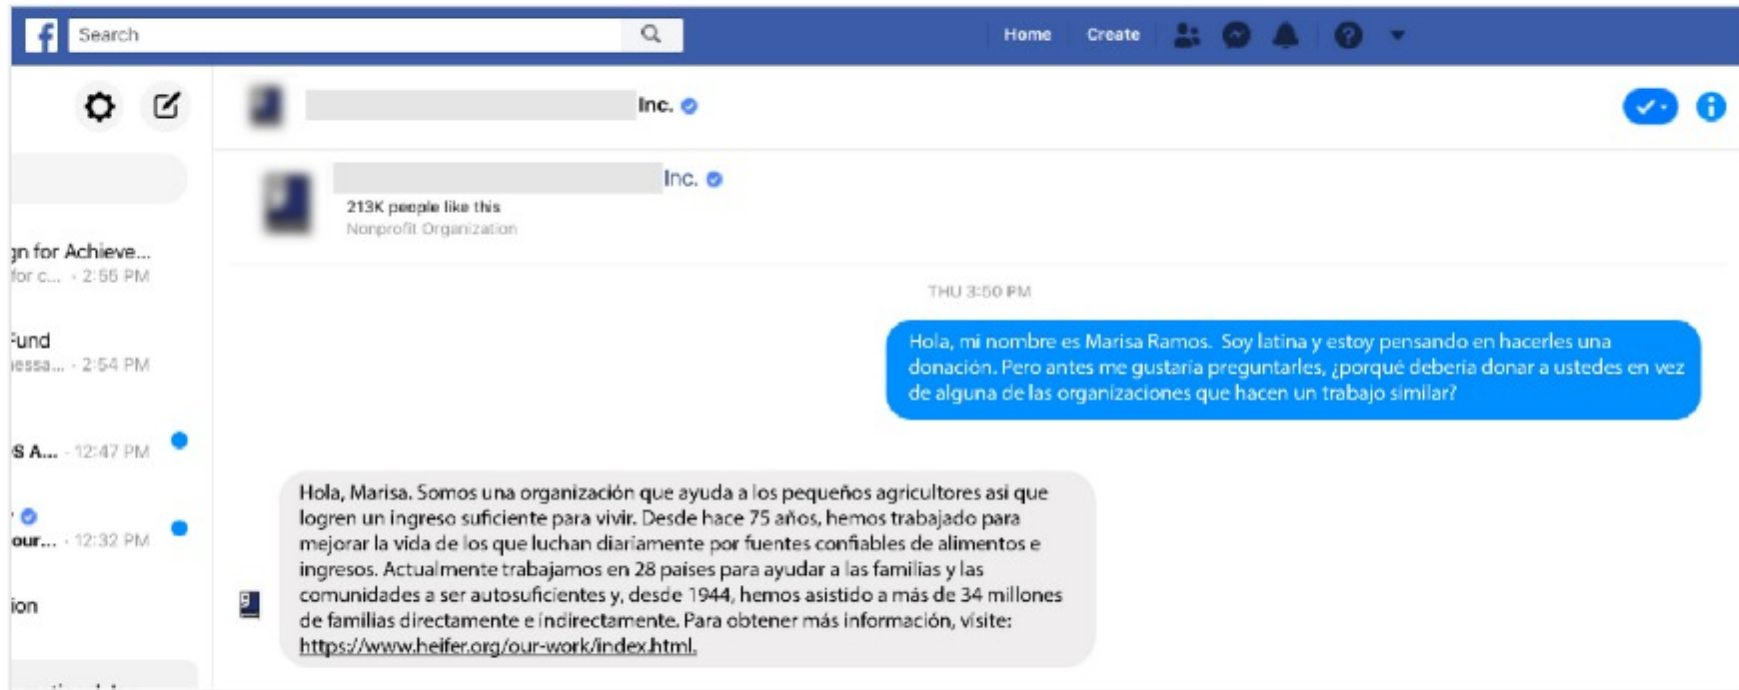 f Search
Home Create
Inc.
Inc.
213K people like this
Nonprofit Organization
gn for Achieve...
for c... · 2:55 PM
THU 3:50 PM
Fund
essa... · 2:54 PM
Hola, mi nombre es Marisa Ramos. Soy latina y estoy pensando en hacerles una
donación. Pero antes me gustaría preguntarles, ¿porqué debería donar a ustedes en vez
de alguna de las organizaciones que hacen un trabajo similar?
S A... · 12:47 PM
our... · 12:32 PM
ion
Hola, Marisa. Somos una organización que ayuda a los pequeños agricultores asi que
logren un ingreso suficiente para vivir. Desde hace 75 años, hemos trabajado para
mejorar la vida de los que luchan diariamente por fuentes confiables de alimentos e
ingresos. Actualmente trabajamos en 28 países para ayudar a las familias y las
comunidades a ser autosuficientes y, desde 1944, hemos asistido a más de 34 millones
de familias directamente e indirectamente. Para obtener más información, visite:
https://www.heifer.org/our-work/index.html.